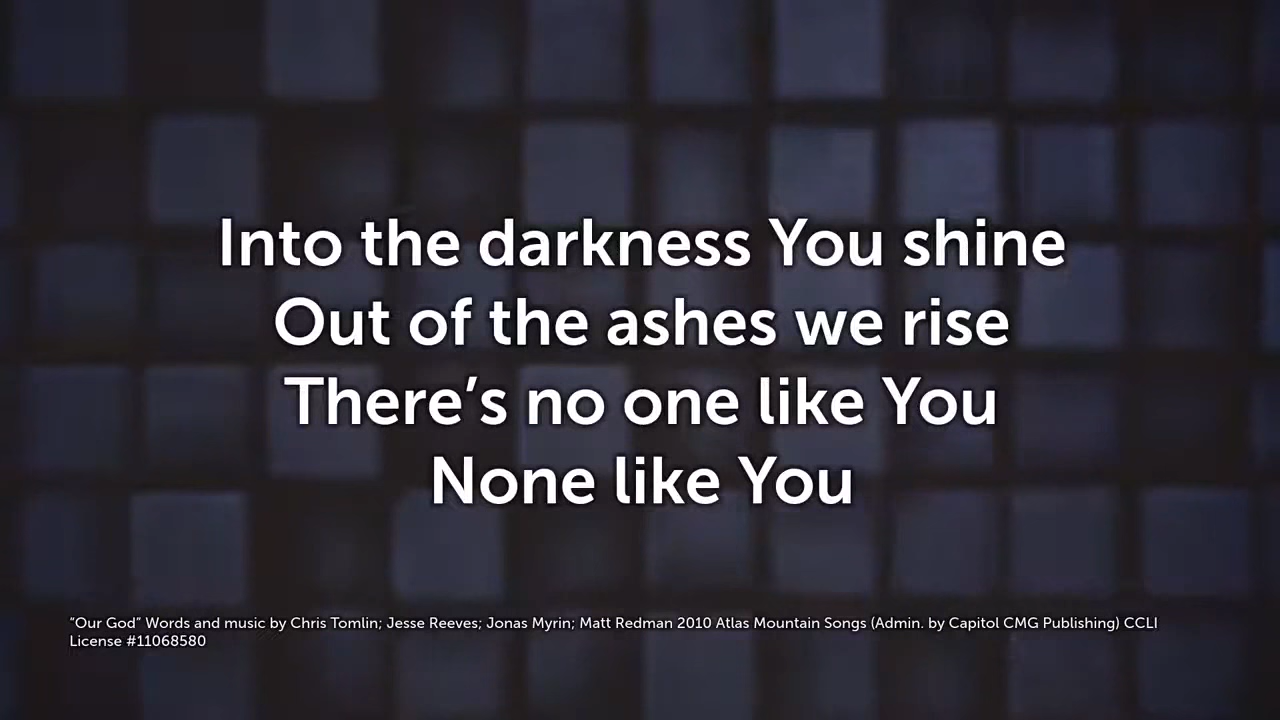 Into the darkness You shine
Out of the ashes we rise
There’s no one like You
None like You
“Our God” Words and music by Chris Tomlin; Jesse Reeves; Jonas Myrin; Matt Redman 2010 Atlas Mountain Songs (Admin. by Capitol CMG Publishing) CCLI
License #11068580